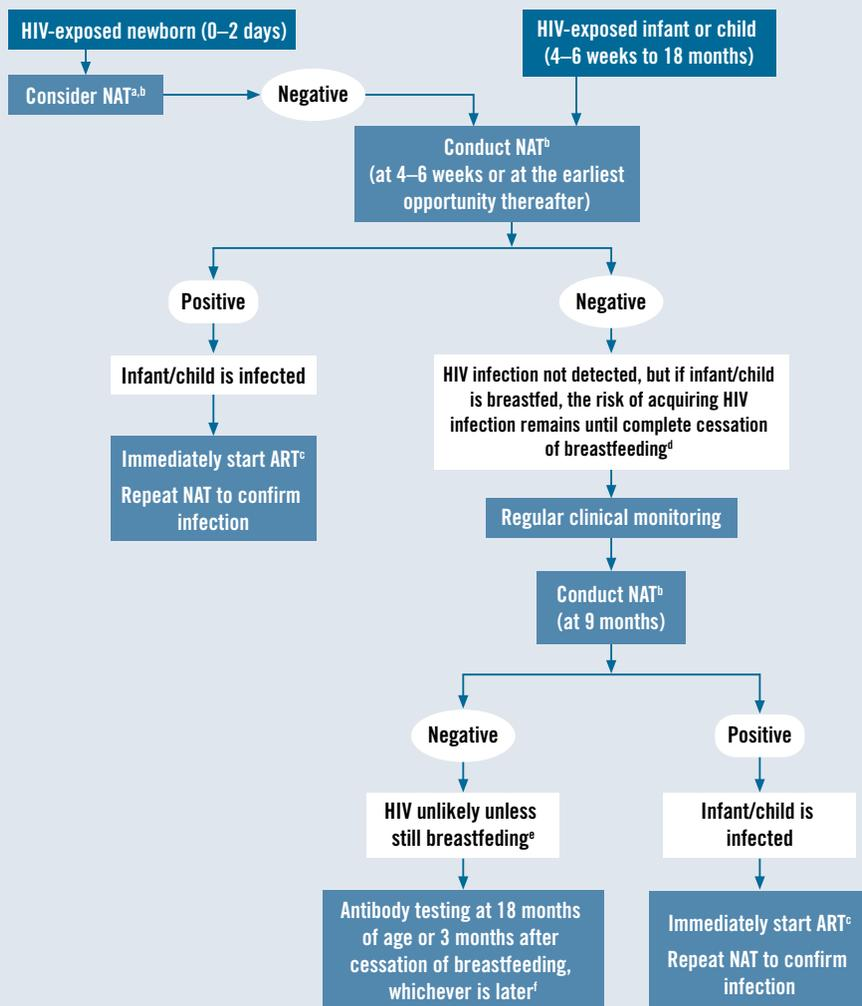 HIV-exposed newborn (0–2 days)
HIV-exposed infant or child
(4–6 weeks to 18 months)
Consider NATᵃ,ᵇ
Negative
Conduct NATᵇ
(at 4–6 weeks or at the earliest
opportunity thereafter)
Positive
Negative
Infant/child is infected
HIV infection not detected, but if infant/child
is breastfed, the risk of acquiring HIV
infection remains until complete cessation
of breastfeedingᵈ
Immediately start ARTᶜ
Repeat NAT to confirm
infection
Regular clinical monitoring
Conduct NATᵇ
(at 9 months)
Negative
Positive
HIV unlikely unless
still breastfedingᵉ
Infant/child is
infected
Antibody testing at 18 months
of age or 3 months after
cessation of breastfeeding,
whichever is laterᶠ
Immediately start ARTᶜ
Repeat NAT to confirm
infection